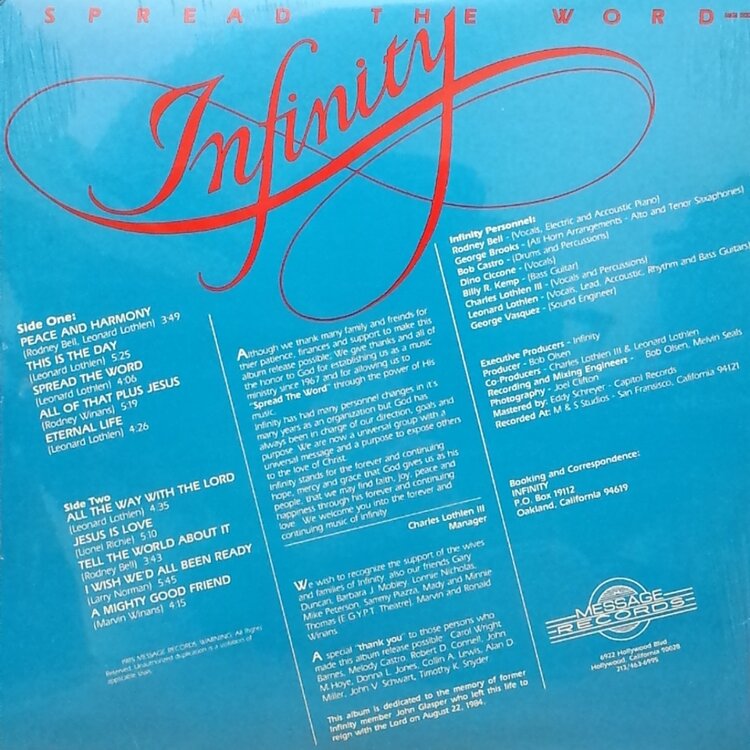 SPREAD THE WORD
Infinity
Side One:
PEACE AND HARMONY
(Rodney Bell, Leonard Lothlen) 3:49
THIS IS THE DAY
(Leonard Lothlen) 5:25
SPREAD THE WORD
(Leonard Lothlen) 4:06
ALL OF THAT PLUS JESUS
(Rodney Winans) 5:19
ETERNAL LIFE
(Leonard Lothlen) 4:26
Side Two
ALL THE WAY WITH THE LORD
(Leonard Lothlen) 4:35
JESUS IS LOVE
(Lionel Richie) 5:10
TELL THE WORLD ABOUT IT
(Rodney Bell) 3:43
I WISH WE'D ALL BEEN READY
(Larry Norman) 5:45
A MIGHTY GOOD FRIEND
(Marvin Winans) 4:15
1985 MESSAGE RECORDS. WARNING: All Rights
Reserved. Unauthorized duplication is a violation of
applicable laws.
Although we thank many family and freinds for
thier patience, finances and support to make this
album release possible; We give thanks and all of
the honor to God for establishing us as a music
ministry since 1967 and for allowing us to
"Spread The Word" through the power of His
music.
Infinity has had many personnel changes in it's
many years as an organization but God has
always been in charge of our direction, goals and
purpose. We are now a universal group with a
universal message and a purpose to expose others
to the love of Christ.
Infinity stands for the forever and continuing
hope, mercy and grace that God gives us as his
people, that we may find faith, joy, peace and
happiness through his forever and continuing
love. We welcome you into the forever and
continuing music of Infinity.
Charles Lothlen III
Manager
We wish to recognize the support of the wives
and families of Infinity, also our friends Gary
Duncan, Barbara J. Mobley, Lonnie Nicholas,
Mike Peterson, Sammy Piazza, Mady and Minnie
Thomas (E.G.Y.P.T. Theatre), Marvin and Ronald
Winans.
A special "thank you" to those persons who
made this album release possible: Carol Wright
Barnes, Melody Castro, Robert D. Connell, John
M. Hoye, Donna L. Jones, Collin A. Lewis, Alan D.
Miller, John V. Schwart, Timothy K. Snyder
This album is dedicated to the memory of former
Infinity member John Glasper who left this life to
reign with the Lord on August 22, 1984.
Infinity Personnel:
Rodney Bell - (Vocals, Electric and Accoustic Piano)
George Brooks - (All Horn Arrangements - Alto and Tenor Saxaphones)
Bob Castro - (Drums and Percussions)
Dino Ciccone - (Vocals)
Billy R. Kemp - (Bass Guitar)
Charles Lothlen III - (Vocals and Percussions)
Leonard Lothlen - (Vocals, Lead, Accoustic, Rhythm and Bass Guitars)
George Vasquez - (Sound Engineer)
Executive Producers - Infinity
Producer - Bob Olsen
Co-Producers - Charles Lothlen III & Leonard Lothlen
Recording and Mixing Engineers - Bob Olsen, Melvin Seals
Photography - Joel Clifton
Mastered by: Eddy Schreyer - Capitol Records
Recorded At: M & S Studios - San Fransisco, California 94121
Booking and Correspondence:
INFINITY
P.O. Box 19112
Oakland, California 94619
MESSAGE
RECORDS
6922 Hollywood Blvd
Hollywood, California 90028
213/463-6995